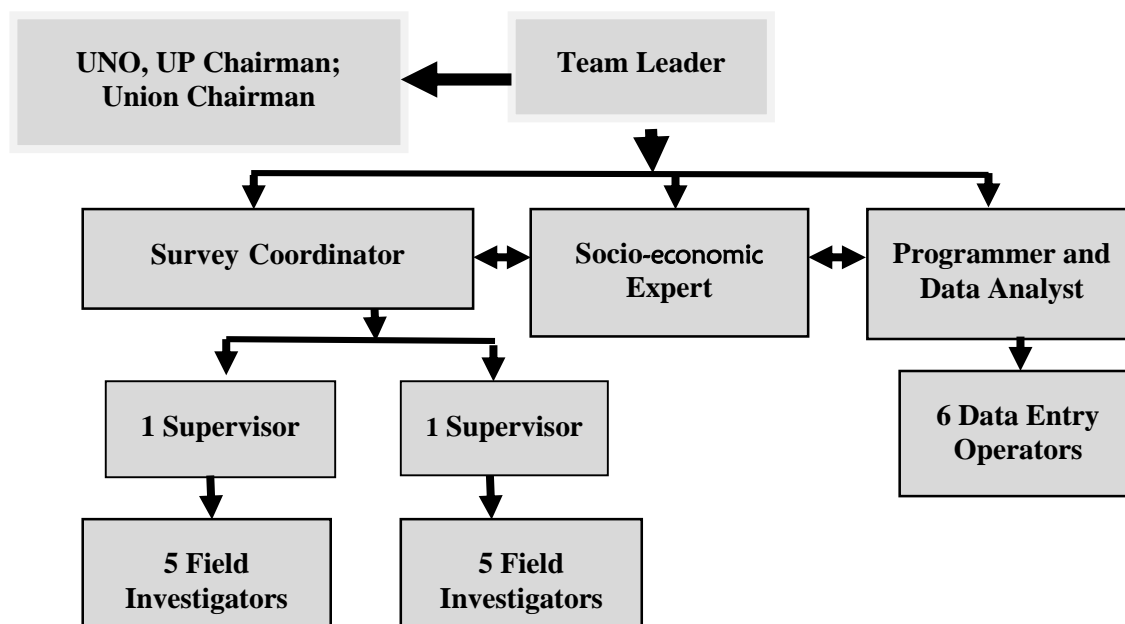 UNO, UP Chairman;
Union Chairman
Team Leader
Survey Coordinator
Socio-economic
Expert
Programmer and
Data Analyst
1 Supervisor
1 Supervisor
6 Data Entry
Operators
5 Field
Investigators
5 Field
Investigators